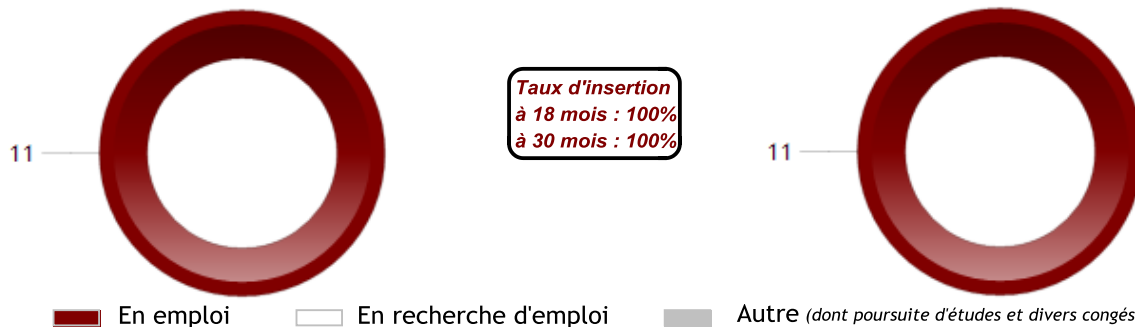 11
Taux d'insertion
à 18 mois : 100%
à 30 mois : 100%
11
En emploi
En recherche d'emploi
Autre (dont poursuite d'études et divers congés